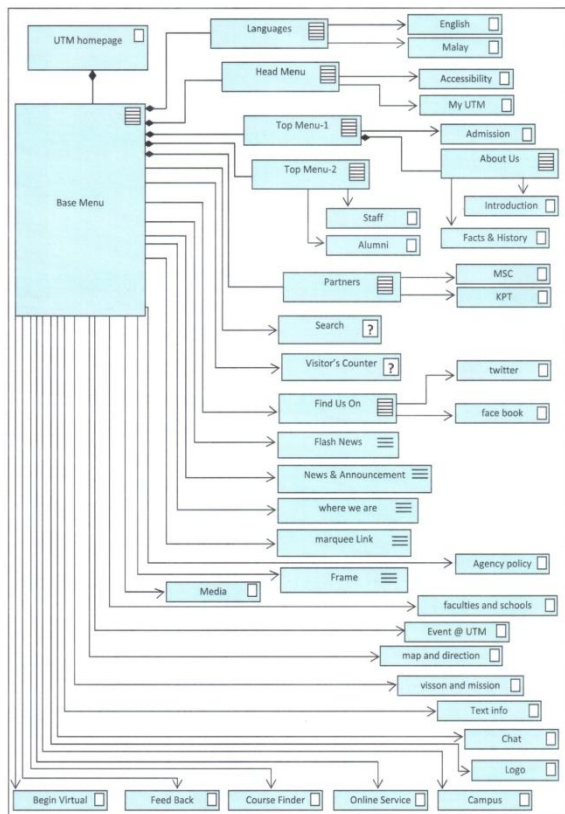 UTM homepage
Languages
English
Malay
Head Menu
Accessibility
My UTM
Top Menu-1
Admission
About Us
Top Menu-2
Base Menu
Introduction
Staff
Facts & History
Alumni
MSC
Partners
KPT
Search
?
Visitor's Counter
?
twitter
Find Us On
face book
Flash News
News & Announcement
where we are
marquee Link
Agency policy
Frame
Media
faculties and schools
Event @ UTM
map and direction
visson and mission
Text info
Chat
Logo
Begin Virtual
Feed Back
Course Finder
Online Service
Campus